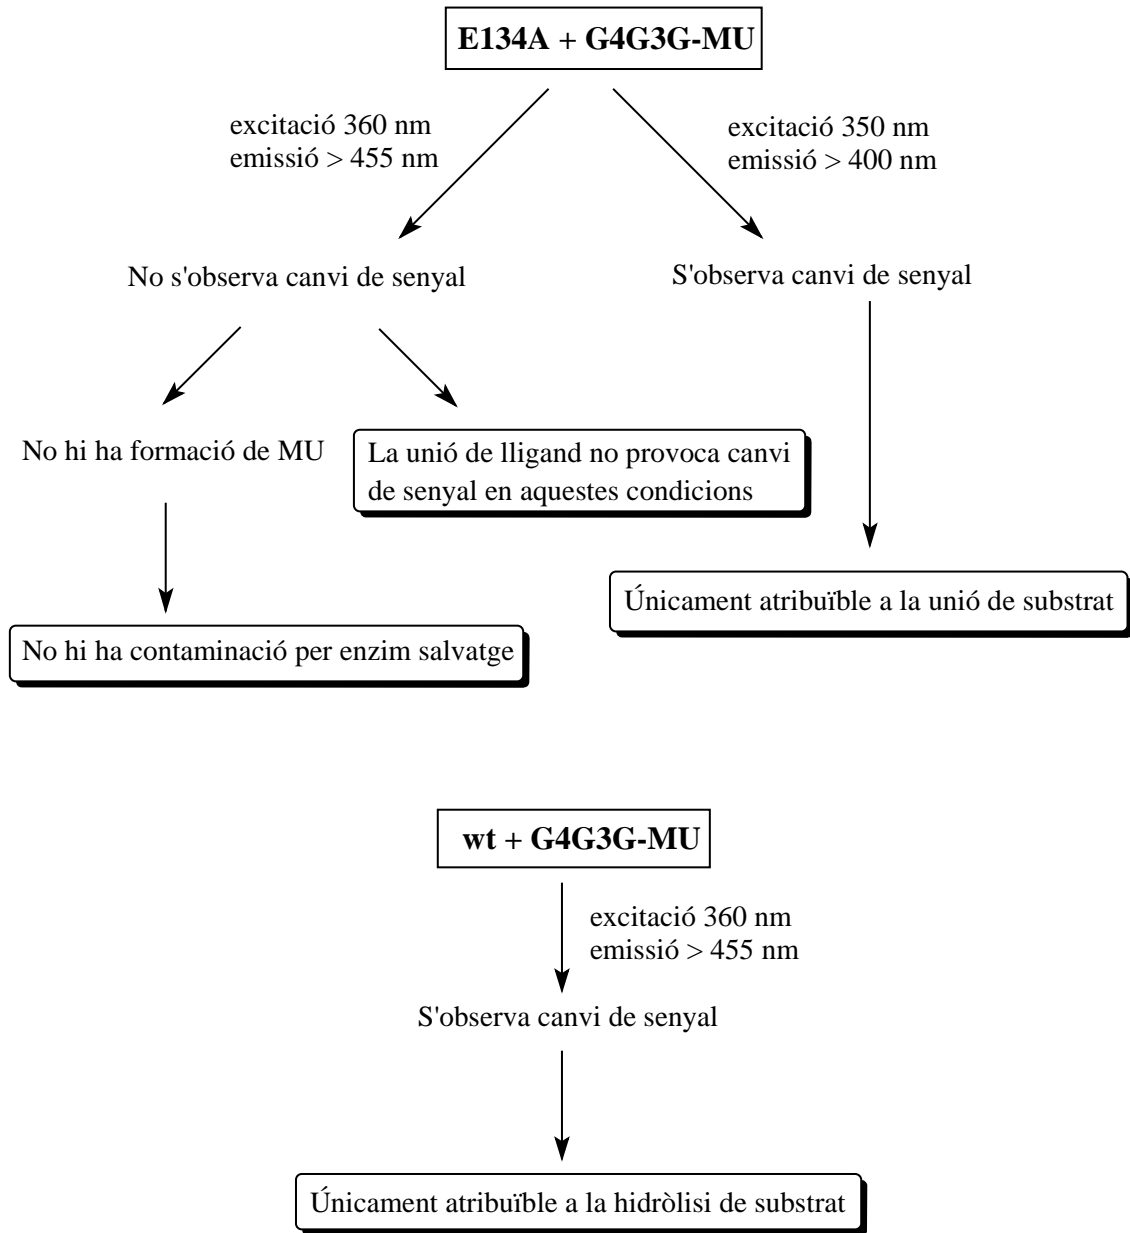 E134A + G4G3G-MU
excitació 360 nm
emissió > 455 nm
excitació 350 nm
emissió > 400 nm
No s'observa canvi de senyal
S'observa canvi de senyal
No hi ha formació de MU
La unió de lligand no provoca canvi
de senyal en aquestes condicions
Únicament atribuïble a la unió de substrat
No hi ha contaminació per enzim salvatge
wt + G4G3G-MU
excitació 360 nm
emissió > 455 nm
S'observa canvi de senyal
Únicament atribuïble a la hidròlisi de substrat